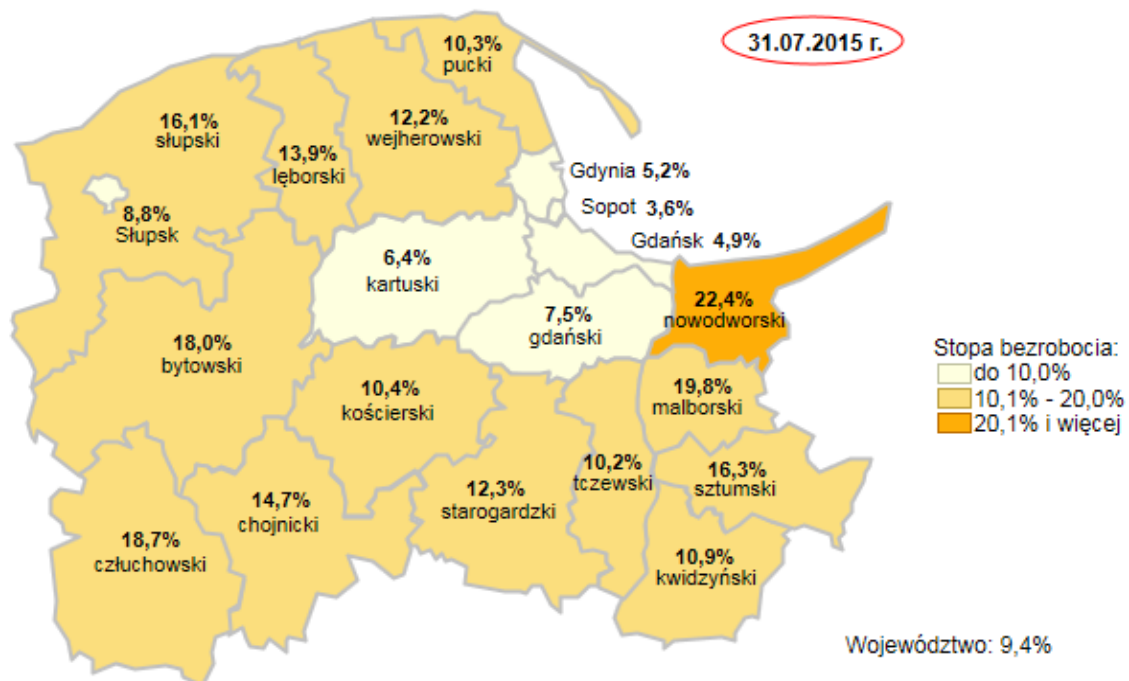 31.07.2015 r.
10,3%
pucki
16,1%
słupski
12,2%
wejherowski
13,9%
lęborski
Gdynia 5,2%
Sopot 3,6%
Gdańsk 4,9%
8,8%
Słupsk
6,4%
kartuski
7,5%
gdański
22,4%
nowodworski
18,0%
bytowski
10,4%
kościerski
19,8%
malborski
Stopa bezrobocia:
do 10,0%
10,1% - 20,0%
20,1% i więcej
10,2%
tczewski
16,3%
sztumski
12,3%
starogardzki
14,7%
chojnicki
18,7%
człuchowski
10,9%
kwidzyński
Województwo: 9,4%